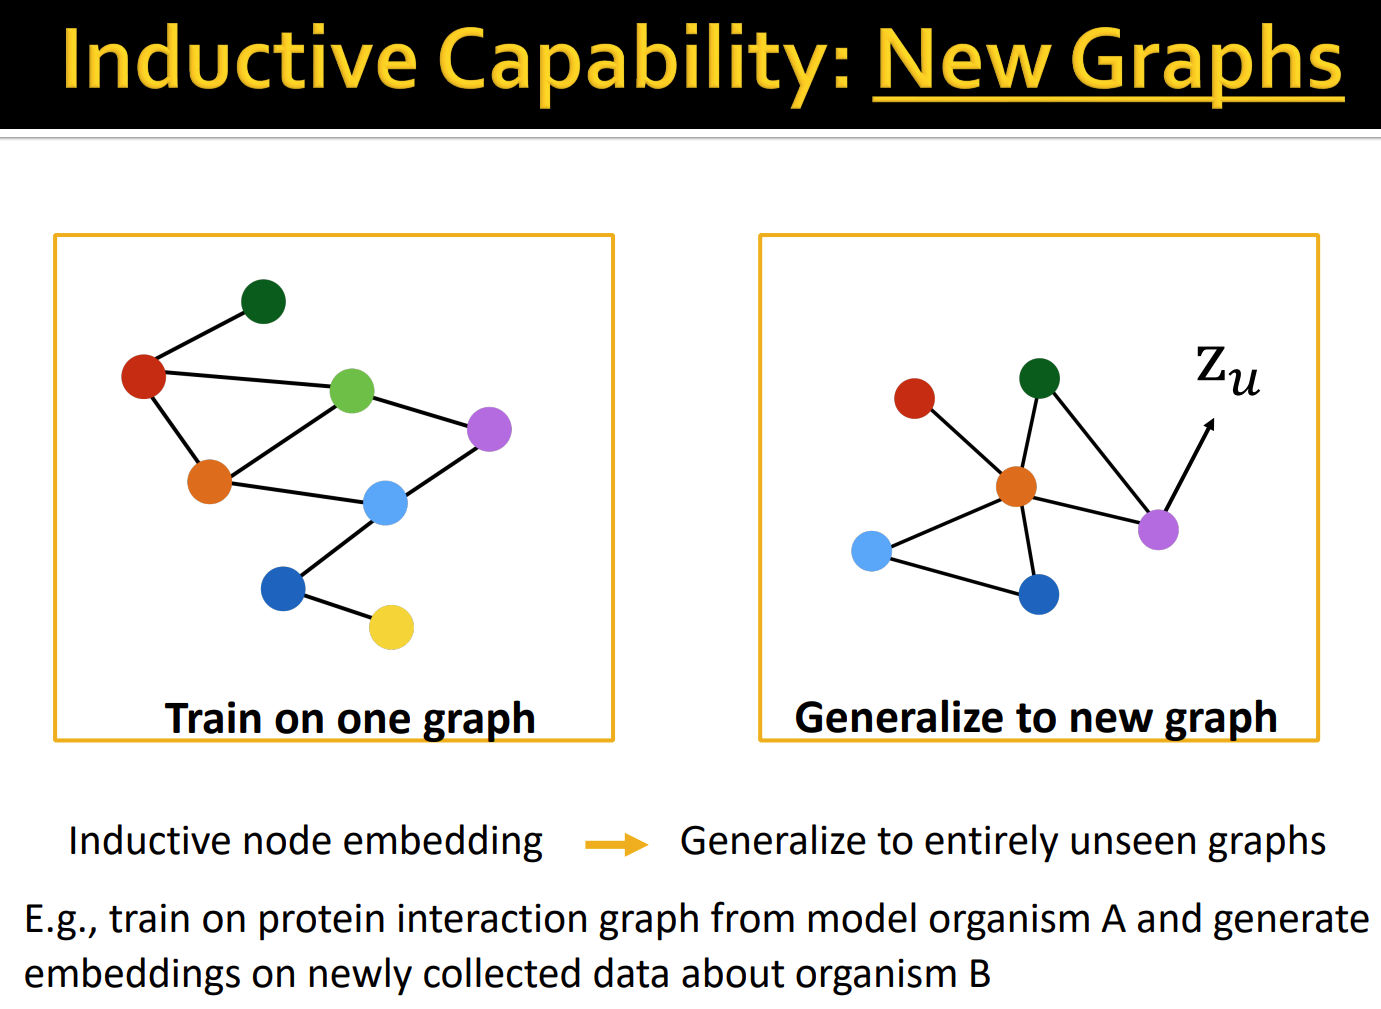 Inductive Capability: New Graphs
z_u
Train on one graph
Generalize to new graph
Inductive node embedding
Generalize to entirely unseen graphs
E.g., train on protein interaction graph from model organism A and generate
embeddings on newly collected data about organism B